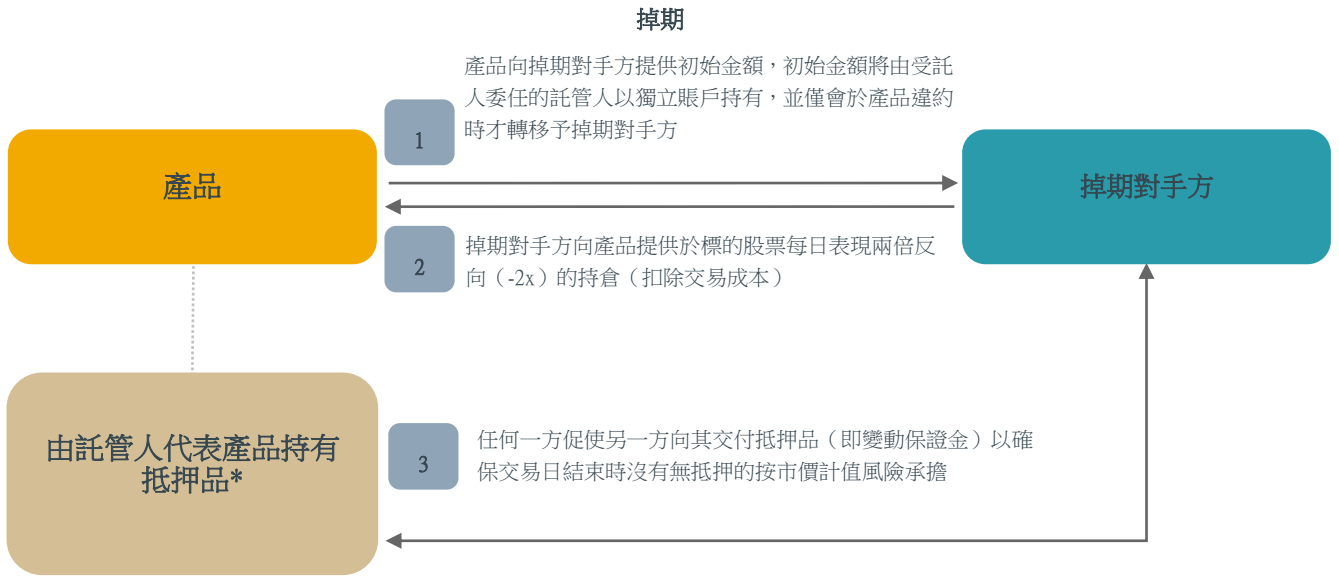 掉期
產品向掉期對手方提供初始金額，初始金額將由受託
人委任的託管人以獨立賬戶持有，並僅會於產品違約
時才轉移予掉期對手方
1
產品
掉期對手方
2
掉期對手方向產品提供於標的股票每日表現兩倍反
向（-2x）的持倉（扣除交易成本）
由託管人代表產品持有
抵押品*
3
任何一方促使另一方向其交付抵押品（即變動保證金）以確
保交易日結束時沒有無抵押的按市價計值風險承擔